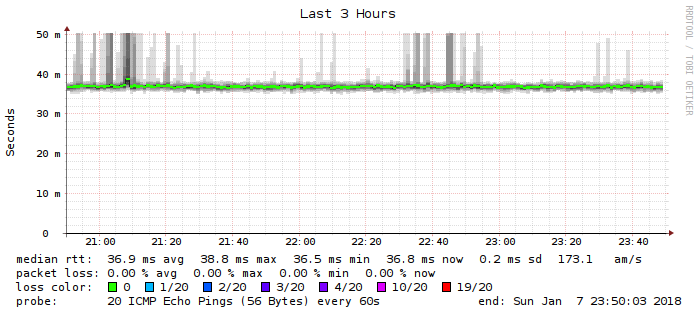 Last 3 Hours
RRDTOOL / TOBI OETIKER
Seconds
50 m
40 m
30 m
20 m
10 m
0
21:00 21:20 21:40 22:00 22:20 22:40 23:00 23:20 23:40
median rtt: 36.9 ms avg 38.8 ms max 36.5 ms min 36.8 ms now 0.2 ms sd 173.1 am/s
packet loss: 0.00 % avg 0.00 % max 0.00 % min 0.00 % now
loss color: 0 1/20 2/20 3/20 4/20 10/20 19/20
probe: 20 ICMP Echo Pings (56 Bytes) every 60s end: Sun Jan 7 23:50:03 2018